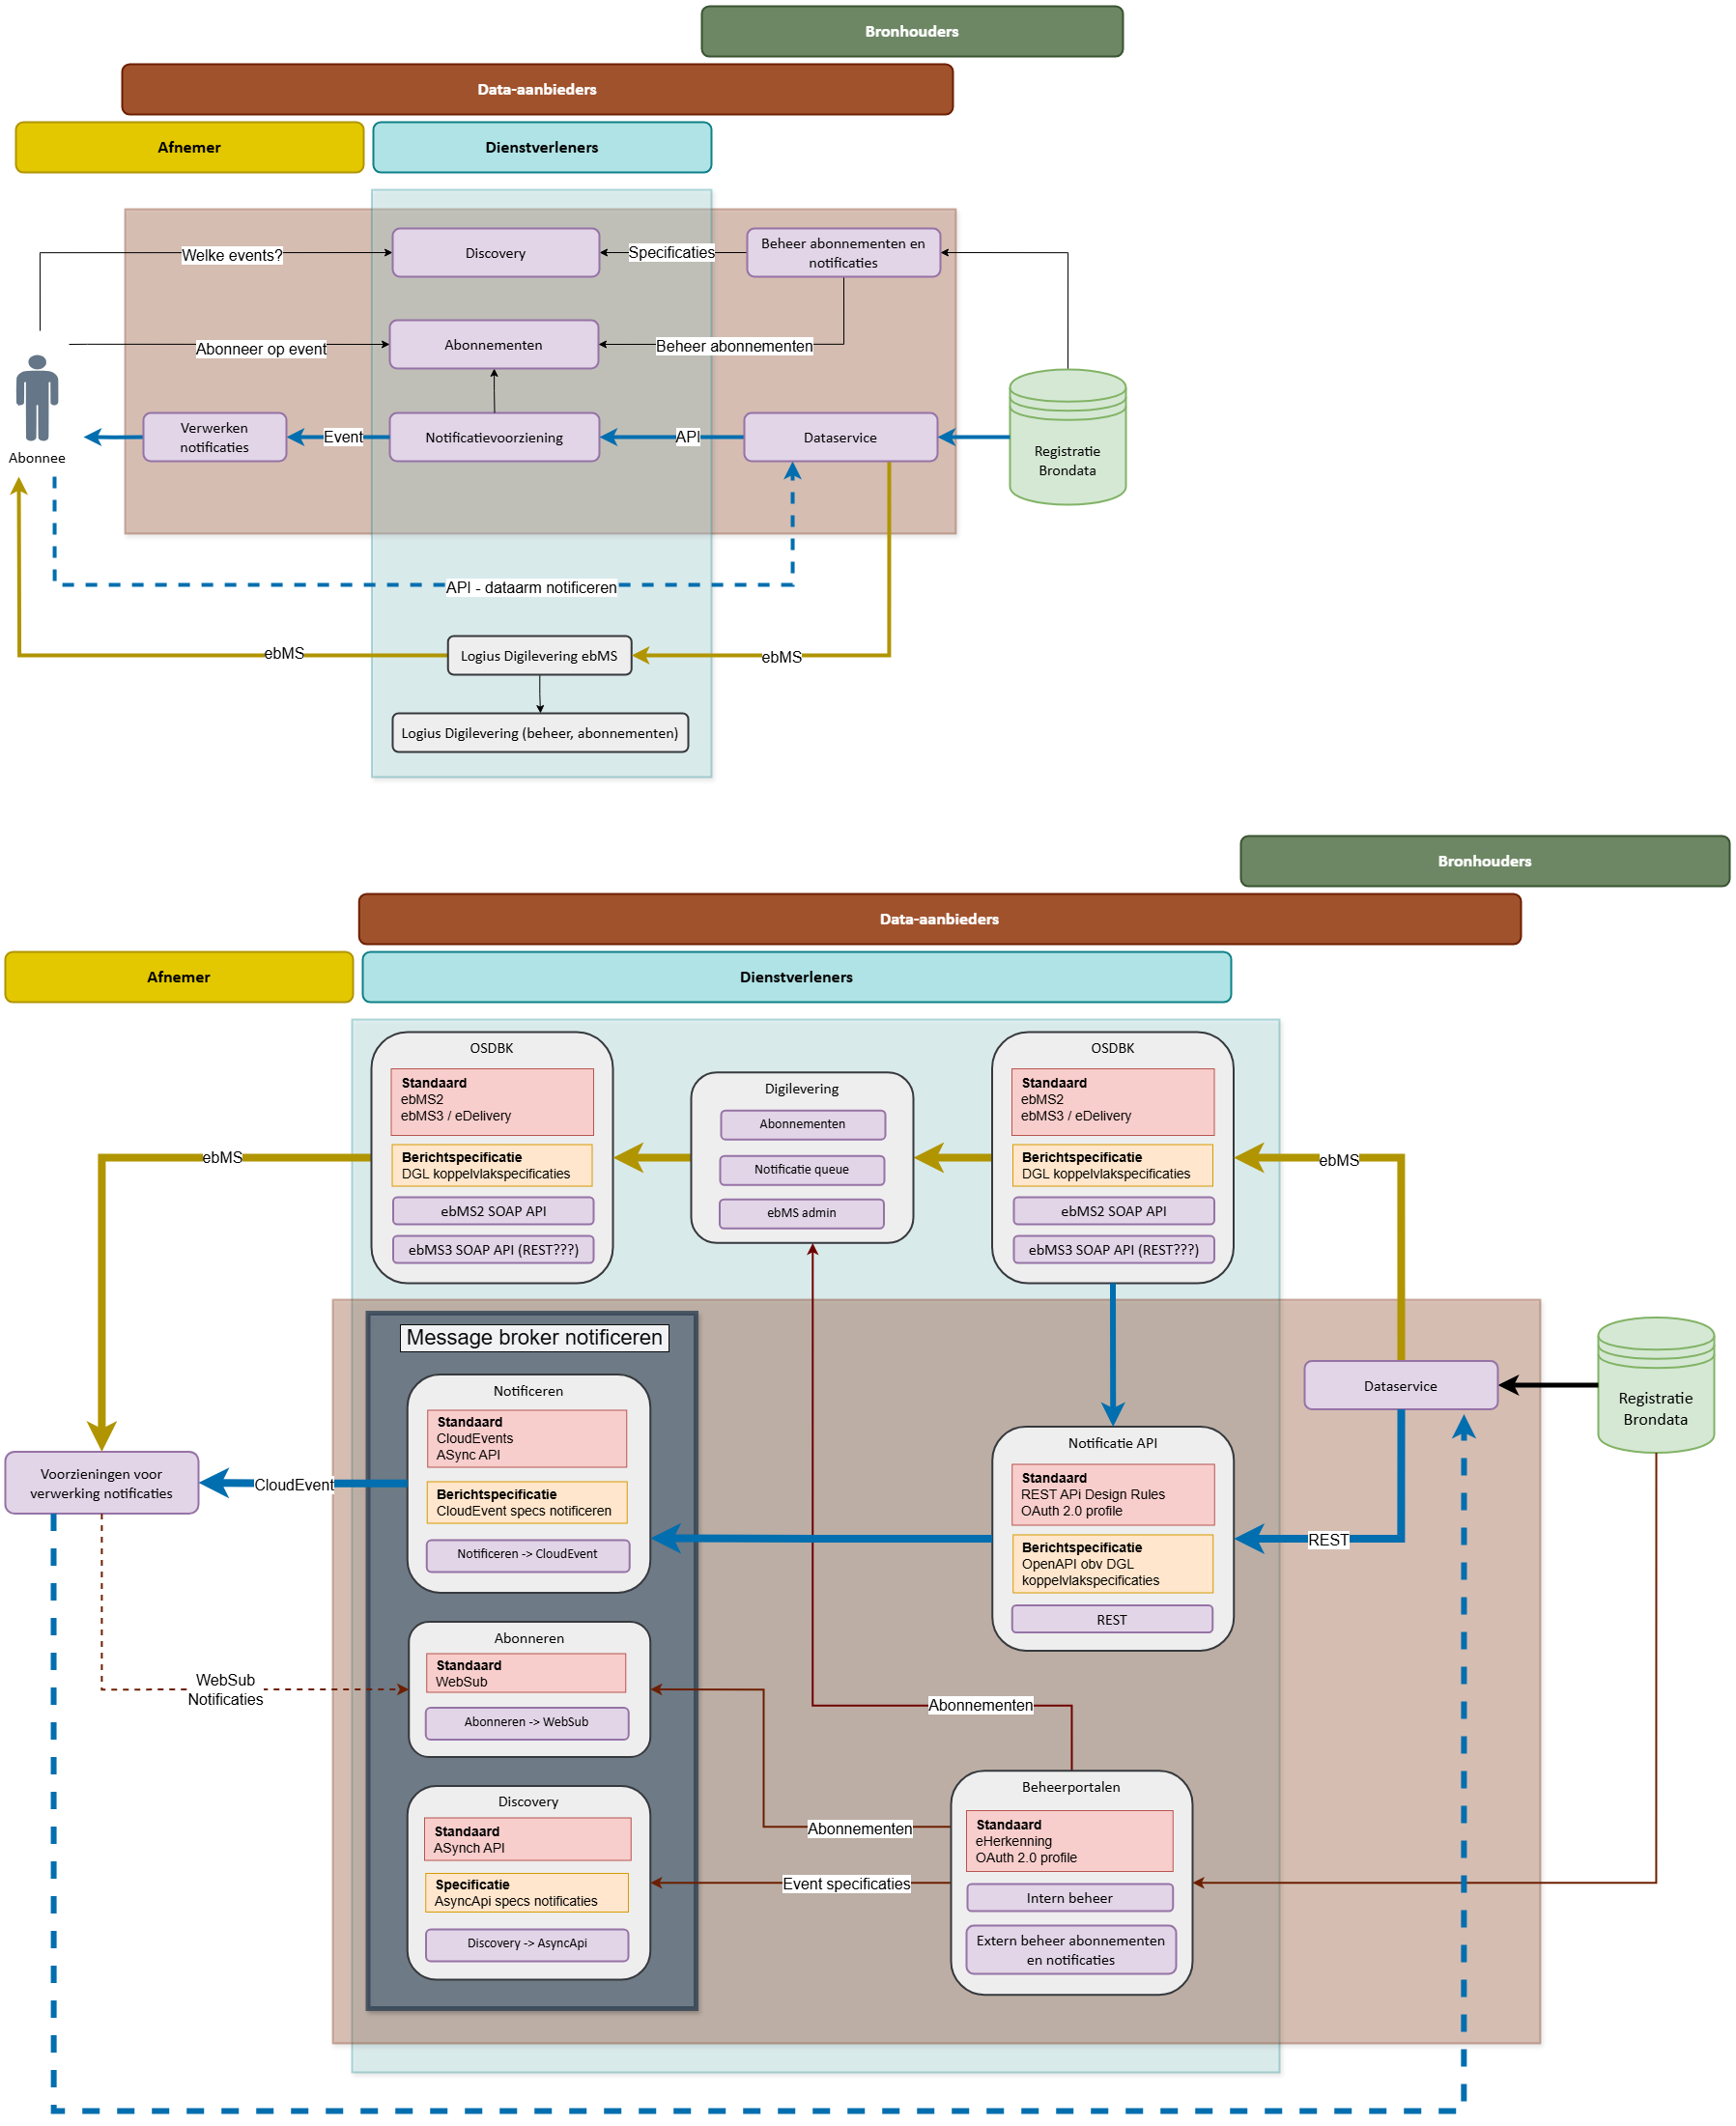 Bronhouders
Data-aanbieders
Afnemer
Dienstverleners
Welke events?
Discovery
Specificaties
Beheer abonnementen en
notificaties
Abonneer op event
Abonnementen
Beheer abonnementen
Abonnee
Verwerken
notificaties
Event
Notificatievoorziening
API
Dataservice
Registratie
Brondata
API - dataarm notificeren
ebMS
Logius Digilevering ebMS
ebMS
Logius Digilevering (beheer, abonnementen)
Bronhouders
Data-aanbieders
Afnemer
Dienstverleners
OSDBK
Standaard
ebMS2
ebMS3 / eDelivery
Berichtspecificatie
DGL koppelvlakspecificaties
ebMS2 SOAP API
ebMS3 SOAP API (REST???)
Digilevering
Abonnementen
Notificatie queue
ebMS admin
OSDBK
Standaard
ebMS2
ebMS3 / eDelivery
Berichtspecificatie
DGL koppelvlakspecificaties
ebMS2 SOAP API
ebMS3 SOAP API (REST???)
ebMS
ebMS
Message broker notificeren
Notificeren
Standaard
CloudEvents
ASync API
Berichtspecificatie
CloudEvent specs notificeren
Notificeren -> CloudEvent
Voorzieningen voor
verwerking notificaties
CloudEvent
Notificatie API
Standaard
REST APi Design Rules
OAuth 2.0 profile
Berichtspecificatie
OpenAPI obv DGL
koppelvlakspecificaties
REST
REST
Dataservice
Registratie
Brondata
Abonneren
Standaard
WebSub
Abonneren -> WebSub
WebSub
Notificaties
Abonnementen
Discovery
Standaard
ASynch API
Specificatie
AsyncApi specs notificaties
Discovery -> AsyncApi
Abonnementen
Event specificaties
Beheerportalen
Standaard
eHerkenning
OAuth 2.0 profile
Intern beheer
Extern beheer abonnementen
en notificaties